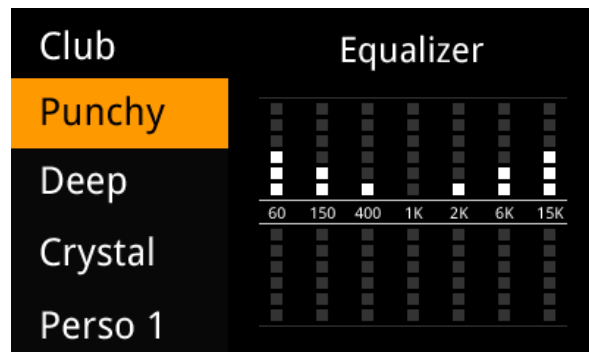 Club
Punchy
Deep
Crystal
Perso 1
Equalizer
60 150 400 1K 2K 6K 15K